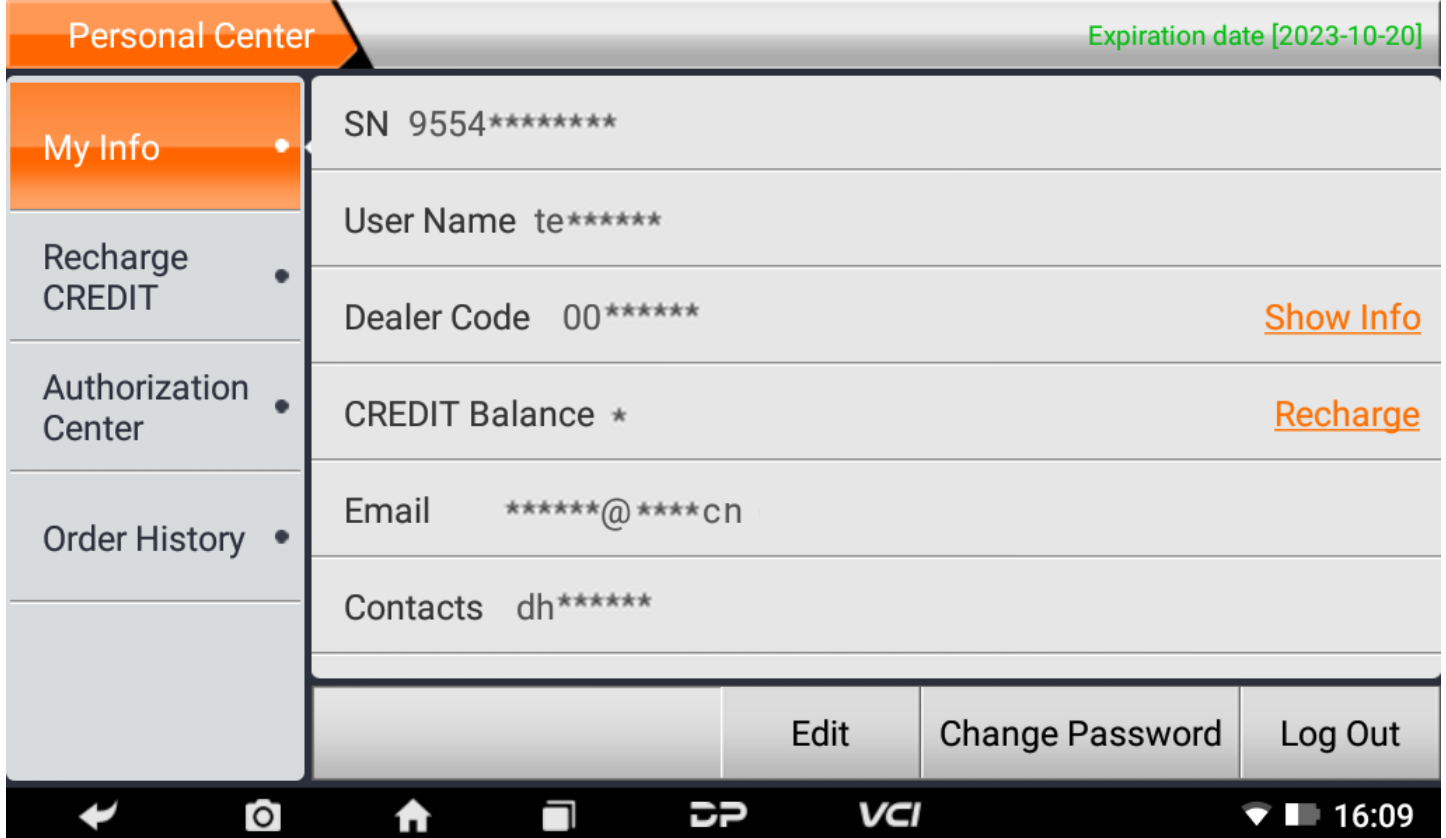 Personal Center
Expiration date [2023-10-20]
My Info
Recharge
CREDIT
Authorization
Center
Order History
SN 9554********
User Name te******
Dealer Code 00******
Show Info
CREDIT Balance *
Recharge
Email ******@****cn
Contacts dh******
Edit
Change Password
Log Out
DP
VCI
16:09